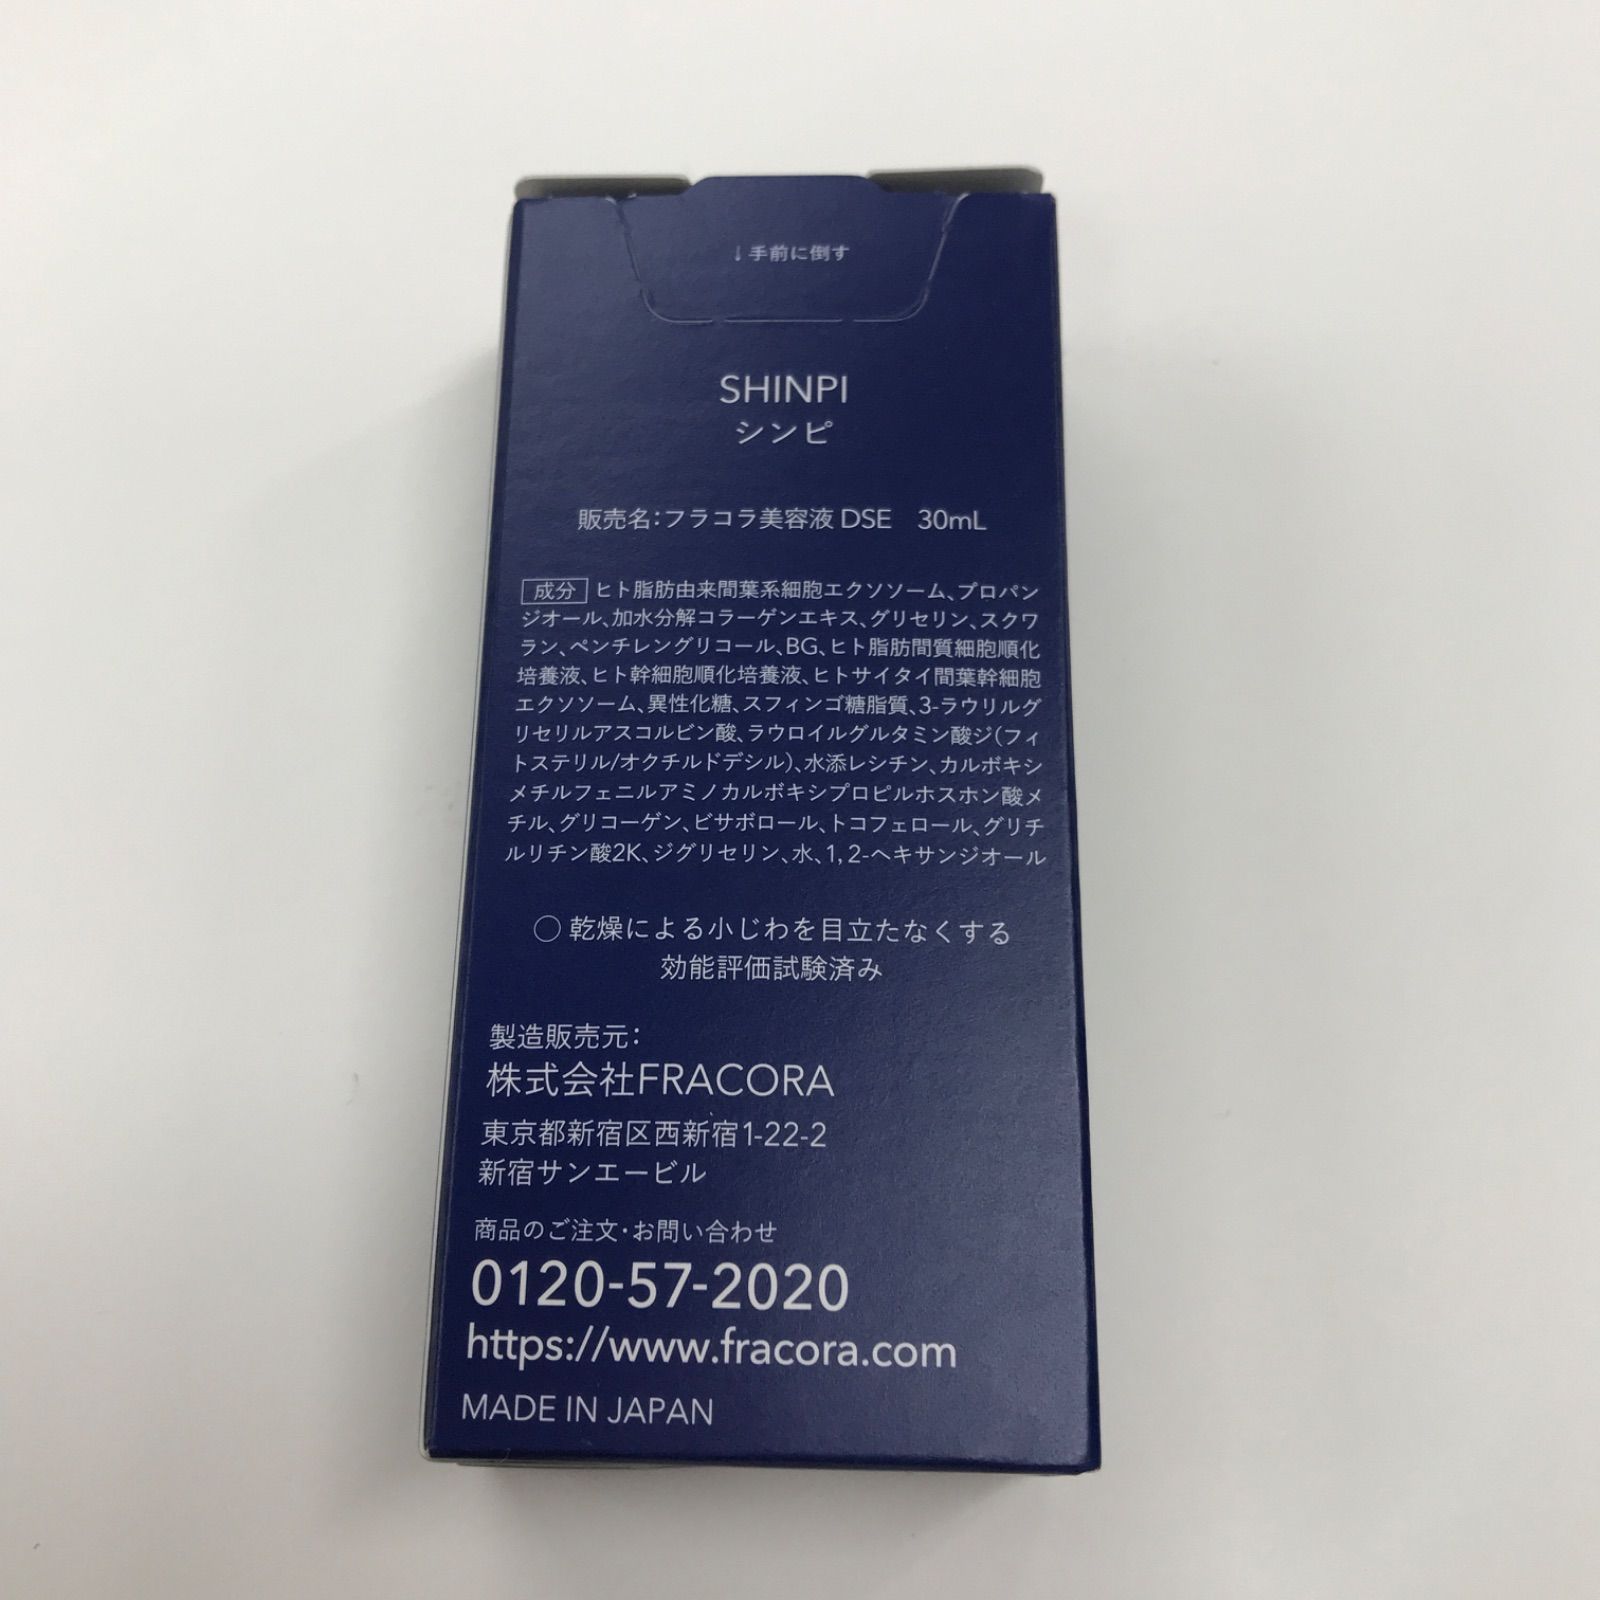 ↓手前に倒す
SHINPI
シンピ
販売名:フラコラ美容液 DSE 30mL
成分 ヒト脂肪由来間葉系細胞エクソソーム、プロパン
ジオール、加水分解コラーゲンエキス、グリセリン、スクワ
ラン、ペンチレングリコール、BG、ヒト脂肪間質細胞順化
培養液、ヒト幹細胞順化培養液、ヒトサイタイ間葉幹細胞
エクソソーム、異性化糖、スフィンゴ糖脂質、3-ラウリルグ
リセリルアスコルビン酸、ラウロイルグルタミン酸ジ(フィ
トステリル/オクチルドデシル)、水添レシチン、カルボキシ
メチルフェニルアミノカルボキシプロピルホスホン酸メ
チル、グリコーゲン、ビサボロール、トコフェロール、グリチ
ルリチン酸2K、ジグリセリン、水、1,2-ヘキサンジオール
○ 乾燥による小じわを目立たなくする
効能評価試験済み
製造販売元:
株式会社FRACORA
東京都新宿区西新宿1-22-2
新宿サンエービル
商品のご注文・お問い合わせ
0120-57-2020
https://www.fracora.com
MADE IN JAPAN